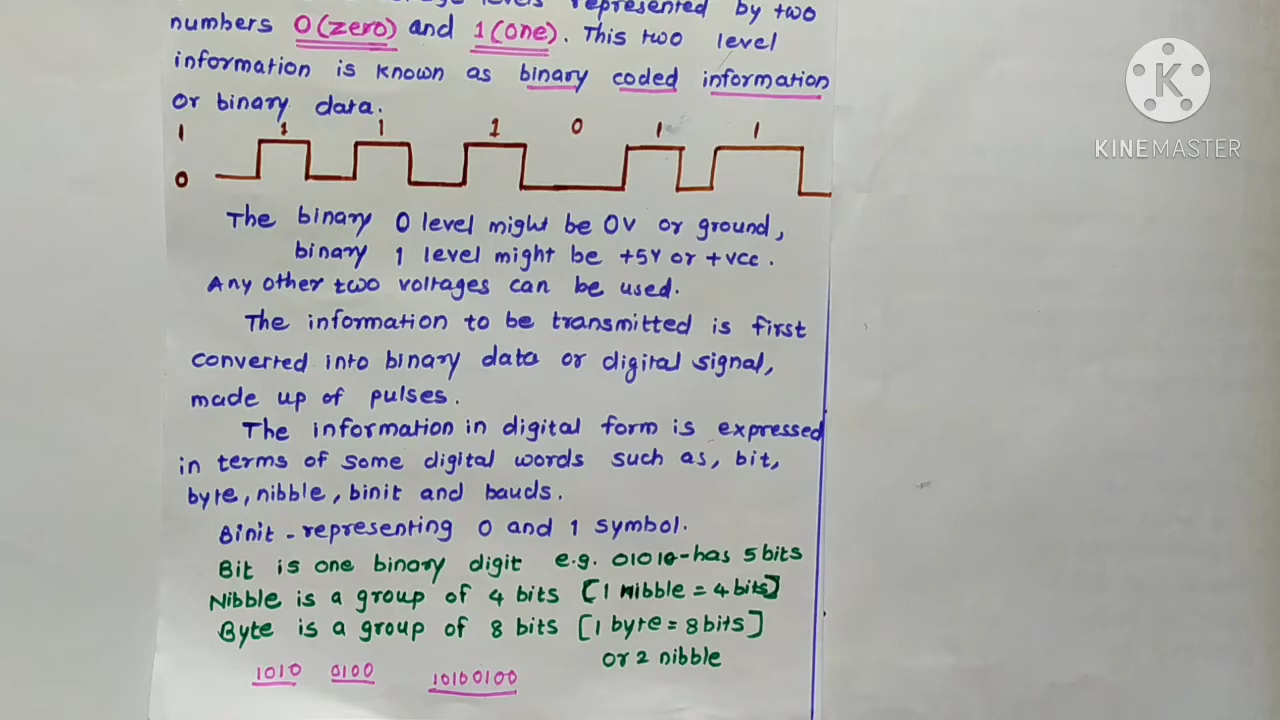 levels represented by two
numbers 0 (zero) and 1 (one). This two level
information is known as binary coded information
or binary data.
1 1 1 1 0 1 1
0
The binary 0 level might be 0V or ground,
binary 1 level might be +5V or +vcc.
Any other two voltages can be used.
The information to be transmitted is first
converted into binary data or digital signal,
made up of pulses.
The information in digital form is expressed
in terms of some digital words such as, bit,
byte, nibble, binit and bauds.
Binit - representing 0 and 1 symbol.
Bit is one binary digit e.g. 01010 - has 5 bits
Nibble is a group of 4 bits [1 nibble = 4 bits]
Byte is a group of 8 bits [1 byte = 8 bits]
or 2 nibble
1010 0100 10100100
K
KINEMASTER